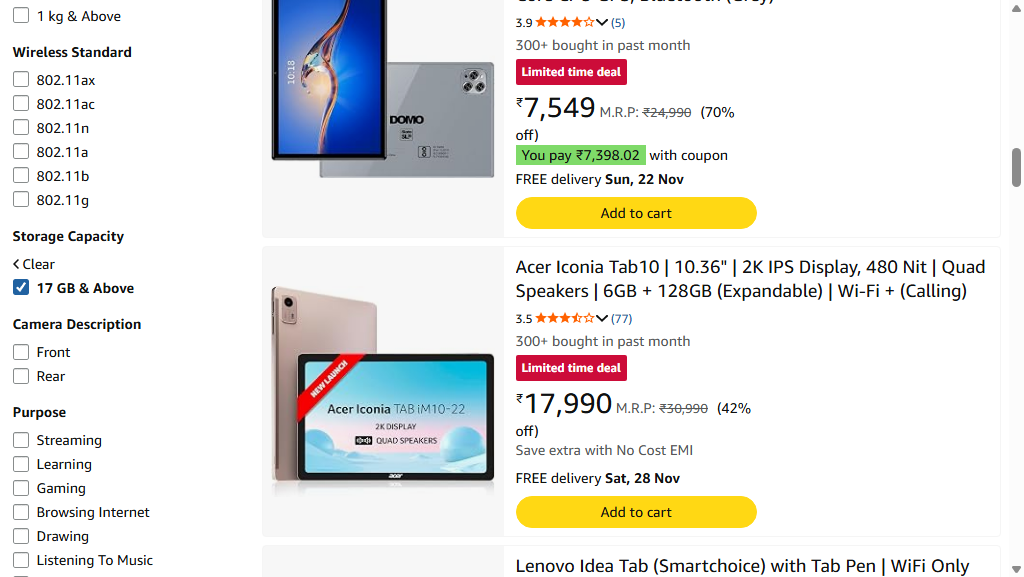 1 kg & Above
Wireless Standard
802.11ax
802.11ac
802.11n
802.11a
802.11b
802.11g
Storage Capacity
Clear
17 GB & Above
Camera Description
Front
Rear
Purpose
Streaming
Learning
Gaming
Browsing Internet
Drawing
Listening To Music
10:18
DOMO
3.9 (5)
300+ bought in past month
Limited time deal
₹7,549 M.R.P: ₹24,990 (70%
off)
You pay ₹7,398.02 with coupon
FREE delivery Sun, 22 Nov
Add to cart
NEW LAUNCH
Acer Iconia TAB iM10-22
2K DISPLAY
QUAD SPEAKERS
acer
Acer Iconia Tab10 | 10.36" | 2K IPS Display, 480 Nit | Quad
Speakers | 6GB + 128GB (Expandable) | Wi-Fi + (Calling)
3.5 (77)
300+ bought in past month
Limited time deal
₹17,990 M.R.P: ₹30,990 (42%
off)
Save extra with No Cost EMI
FREE delivery Sat, 28 Nov
Add to cart
Lenovo Idea Tab (Smartchoice) with Tab Pen | WiFi Only